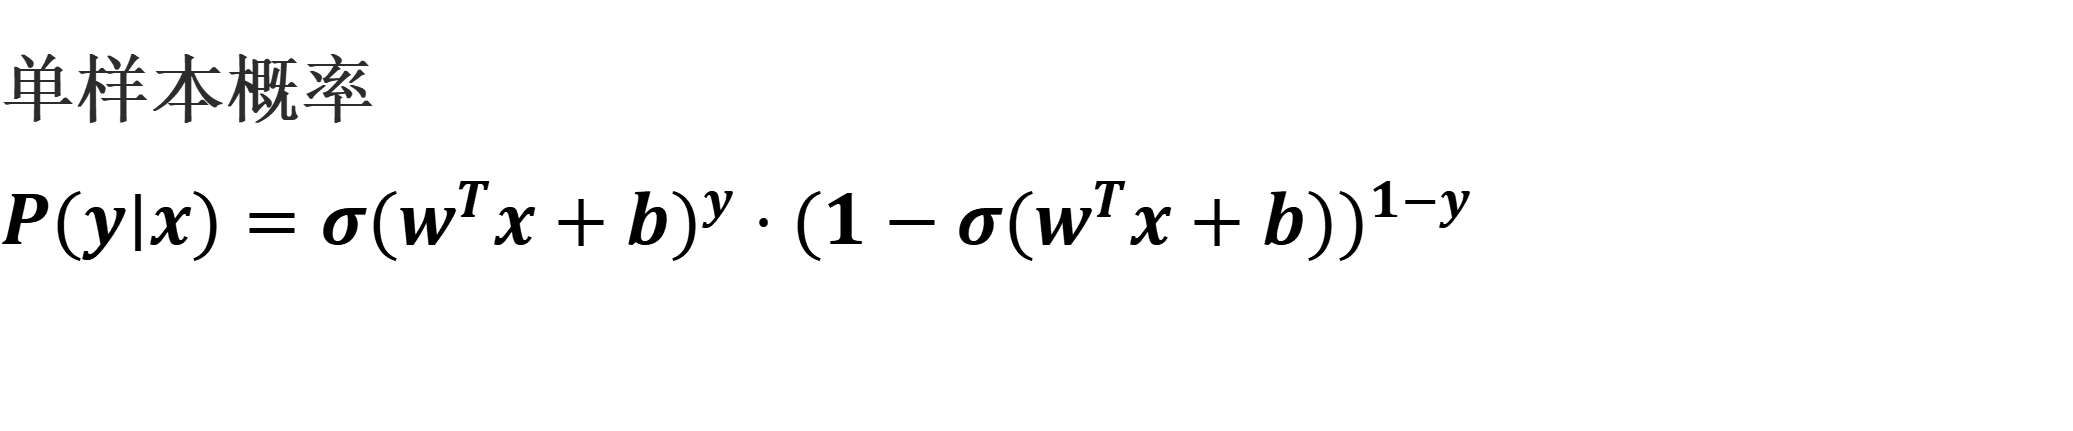 单样本概率
P(y|x) = σ(w^T x + b)^y · (1 − σ(w^T x + b))^{1−y}